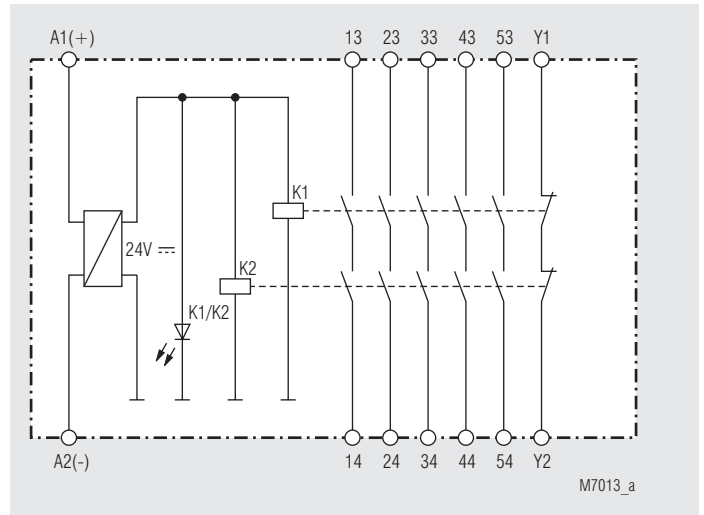 A1(+) 13 23 33 43 53 Y1
K1
24V
K2
K1/K2
A2(-) 14 24 34 44 54 Y2
M7013_a